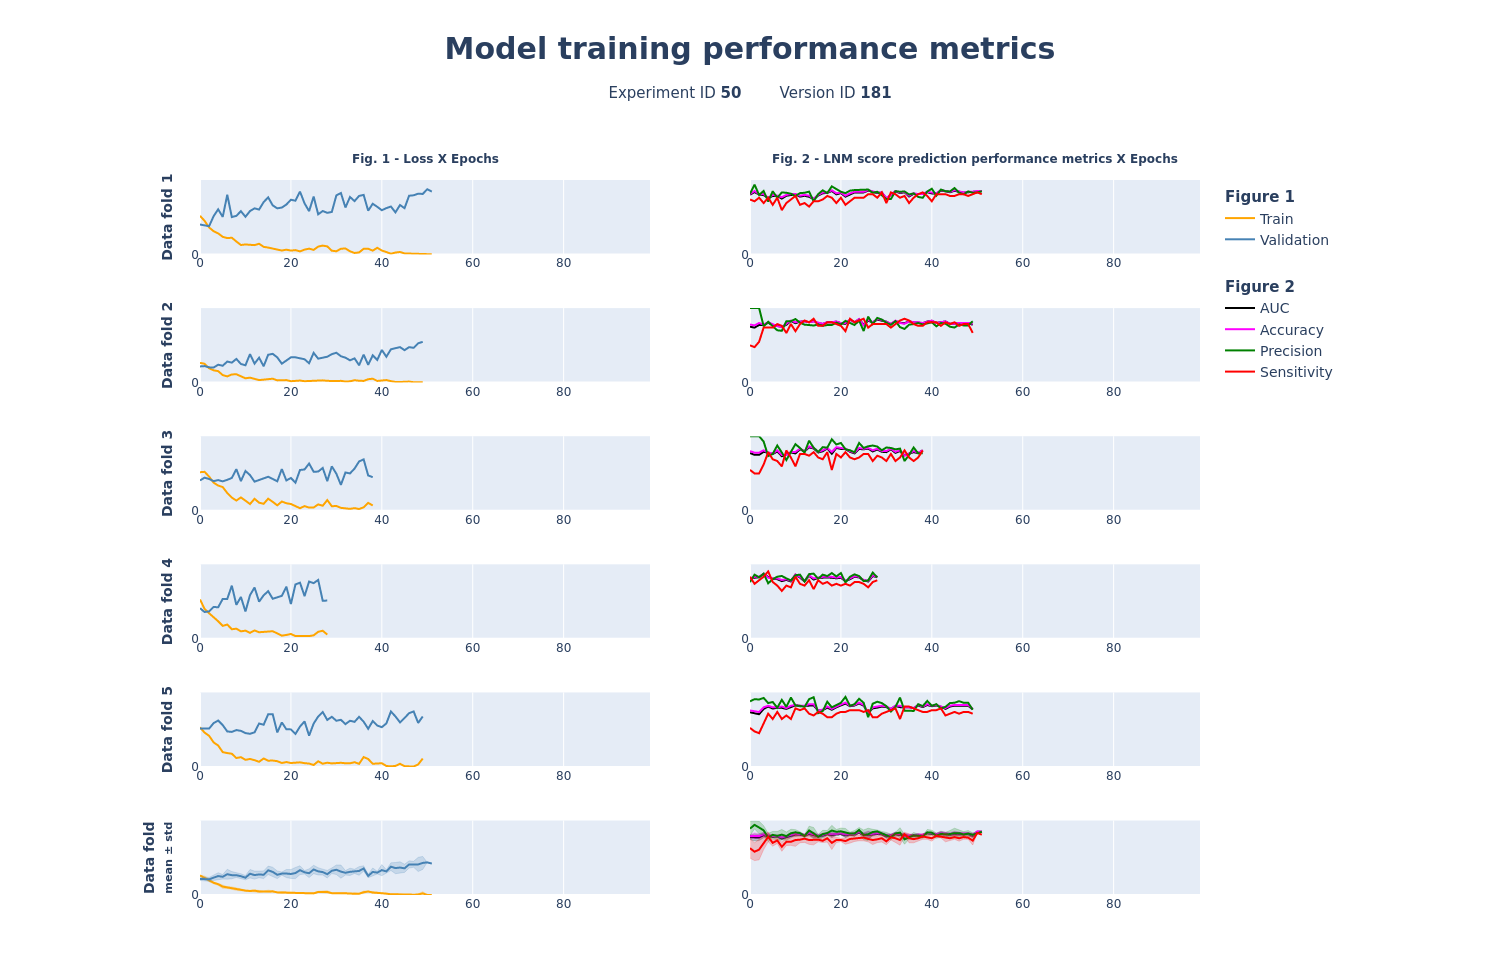 Model training performance metrics
Experiment ID 50 Version ID 181
Fig. 1 - Loss X Epochs
Fig. 2 - LNM score prediction performance metrics X Epochs
Data fold 1
0
0 20 40 60 80
0
0 20 40 60 80
Figure 1
Train
Validation
Figure 2
AUC
Accuracy
Precision
Sensitivity
Data fold 2
0
0 20 40 60 80
0
0 20 40 60 80
Data fold 3
0
0 20 40 60 80
0
0 20 40 60 80
Data fold 4
0
0 20 40 60 80
0
0 20 40 60 80
Data fold 5
0
0 20 40 60 80
0
0 20 40 60 80
Data fold
mean ± std
0
0 20 40 60 80
0
0 20 40 60 80